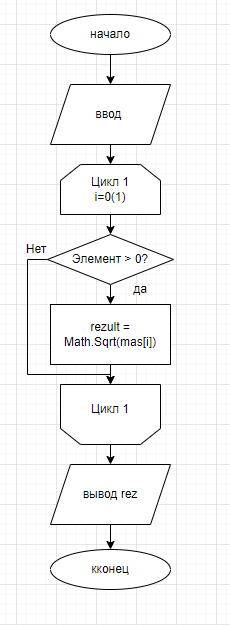 начало
ввод
Цикл 1
i=0(1)
Элемент > 0?
Нет
да
rezult =
Math.Sqrt(mas[i])
Цикл 1
вывод rez
кконец